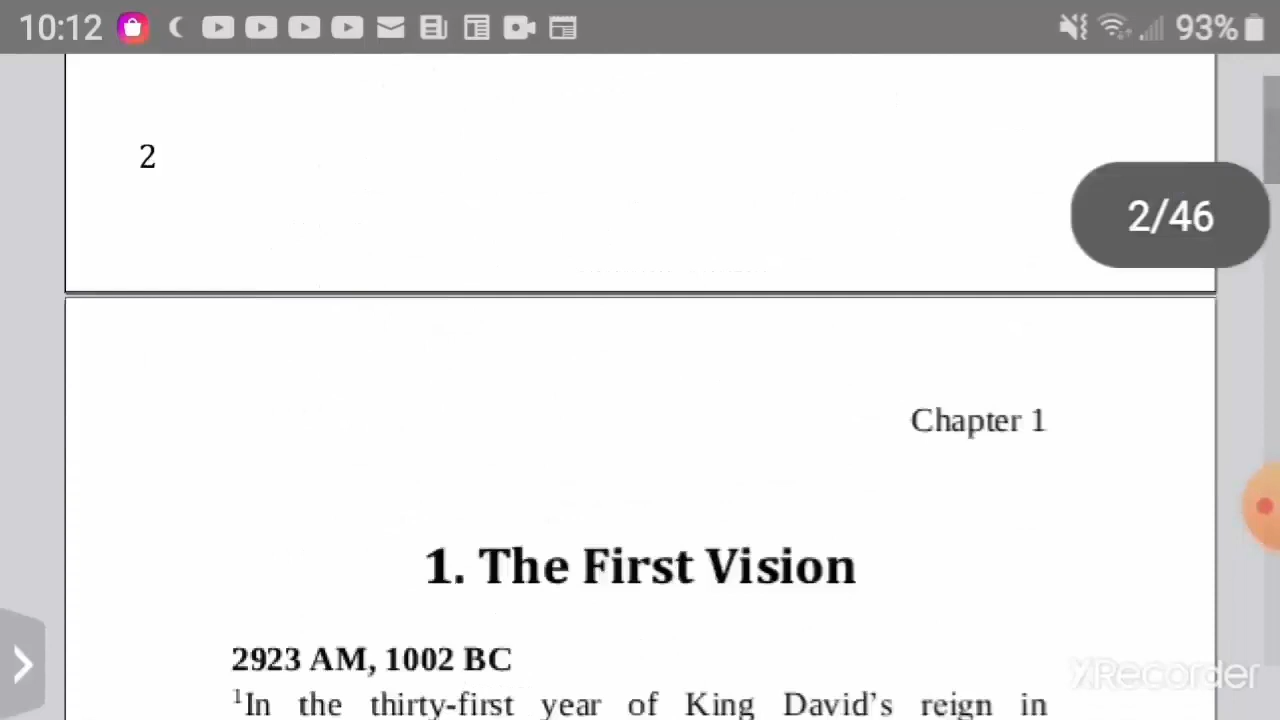 10:12 93%
2
2/46
Chapter 1
1. The First Vision
2923 AM, 1002 BC
¹In the thirty-first year of King David’s reign in
XRecorder